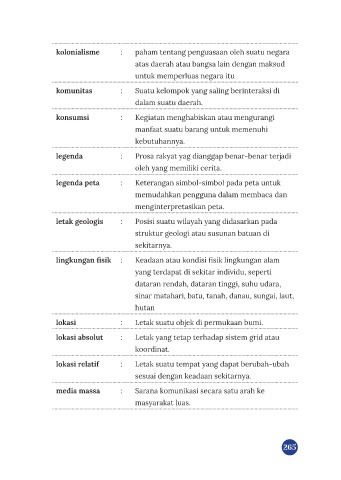 kolonialisme : paham tentang penguasaan oleh suatu negara
atas daerah atau bangsa lain dengan maksud
untuk memperluas negara itu
komunitas : Suatu kelompok yang saling berinteraksi di
dalam suatu daerah.
konsumsi : Kegiatan menghabiskan atau mengurangi
manfaat suatu barang untuk memenuhi
kebutuhannya.
legenda : Prosa rakyat yag dianggap benar-benar terjadi
oleh yang memiliki cerita.
legenda peta : Keterangan simbol-simbol pada peta untuk
memudahkan pengguna dalam membaca dan
menginterpretasikan peta.
letak geologis : Posisi suatu wilayah yang didasarkan pada
struktur geologi atau susunan batuan di
sekitarnya.
lingkungan fisik : Keadaan atau kondisi fisik lingkungan alam
yang terdapat di sekitar individu, seperti
dataran rendah, dataran tinggi, suhu udara,
sinar matahari, batu, tanah, danau, sungai, laut,
hutan
lokasi : Letak suatu objek di permukaan bumi.
lokasi absolut : Letak yang tetap terhadap sistem grid atau
koordinat.
lokasi relatif : Letak suatu tempat yang dapat berubah-ubah
sesuai dengan keadaan sekitarnya.
media massa : Sarana komunikasi secara satu arah ke
masyarakat luas.
265